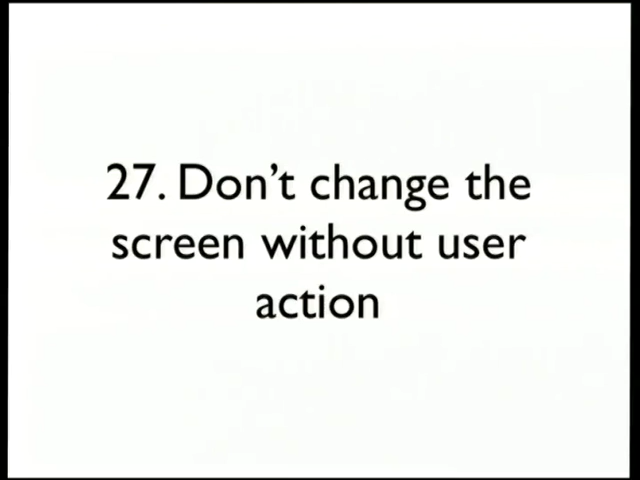 27. Don’t change the
screen without user
action